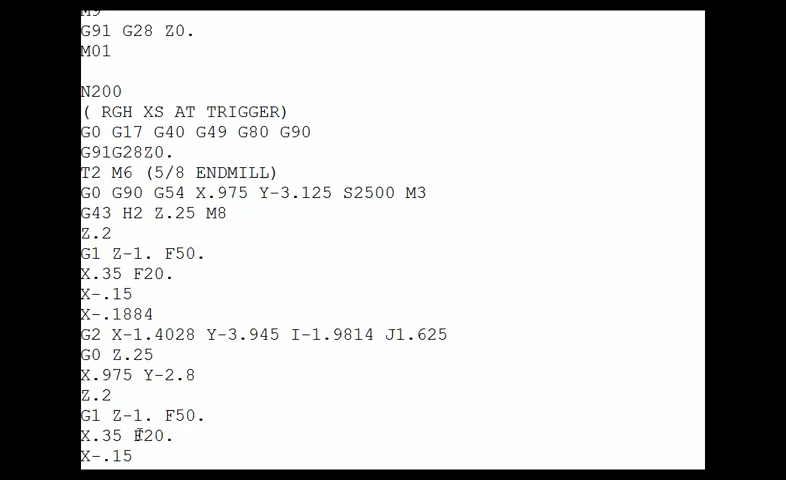 M9
G91 G28 Z0.
M01
N200
( RGH XS AT TRIGGER)
G0 G17 G40 G49 G80 G90
G91G28Z0.
T2 M6 (5/8 ENDMILL)
G0 G90 G54 X.975 Y-3.125 S2500 M3
G43 H2 Z.25 M8
Z.2
G1 Z-1. F50.
X.35 F20.
X-.15
X-.1884
G2 X-1.4028 Y-3.945 I-1.9814 J1.625
G0 Z.25
X.975 Y-2.8
Z.2
G1 Z-1. F50.
X.35 F20.
X-.15